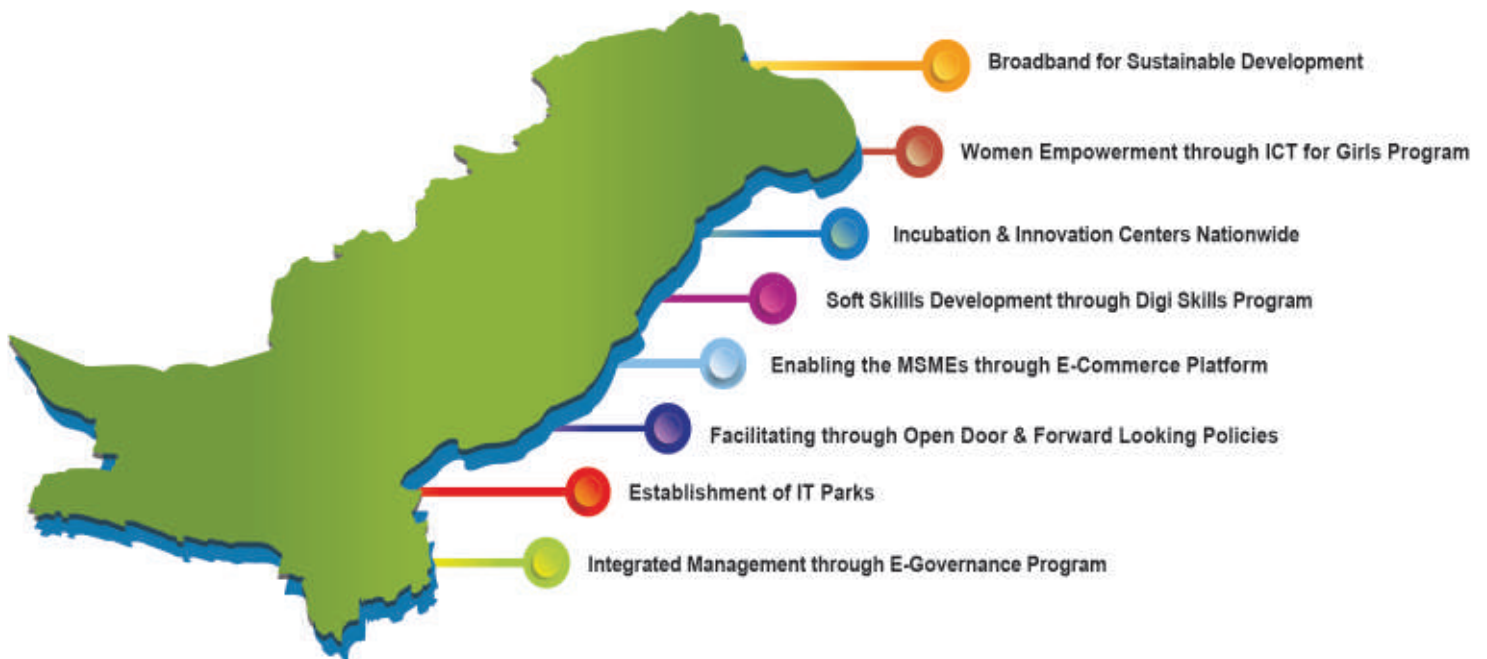 Broadband for Sustainable Development
Women Empowerment through ICT for Girls Program
Incubation & Innovation Centers Nationwide
Soft Skillls Development through Digi Skills Program
Enabling the MSMEs through E-Commerce Platform
Facilitating through Open Door & Forward Looking Policies
Establishment of IT Parks
Integrated Management through E-Governance Program